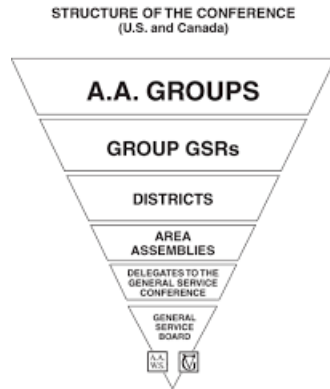 STRUCTURE OF THE CONFERENCE
(U.S. and Canada)
A.A. GROUPS
GROUP GSRs
DISTRICTS
AREA
ASSEMBLIES
DELEGATES TO THE
GENERAL SERVICE
CONFERENCE
GENERAL
SERVICE
BOARD
A.A.
W.S.
GV